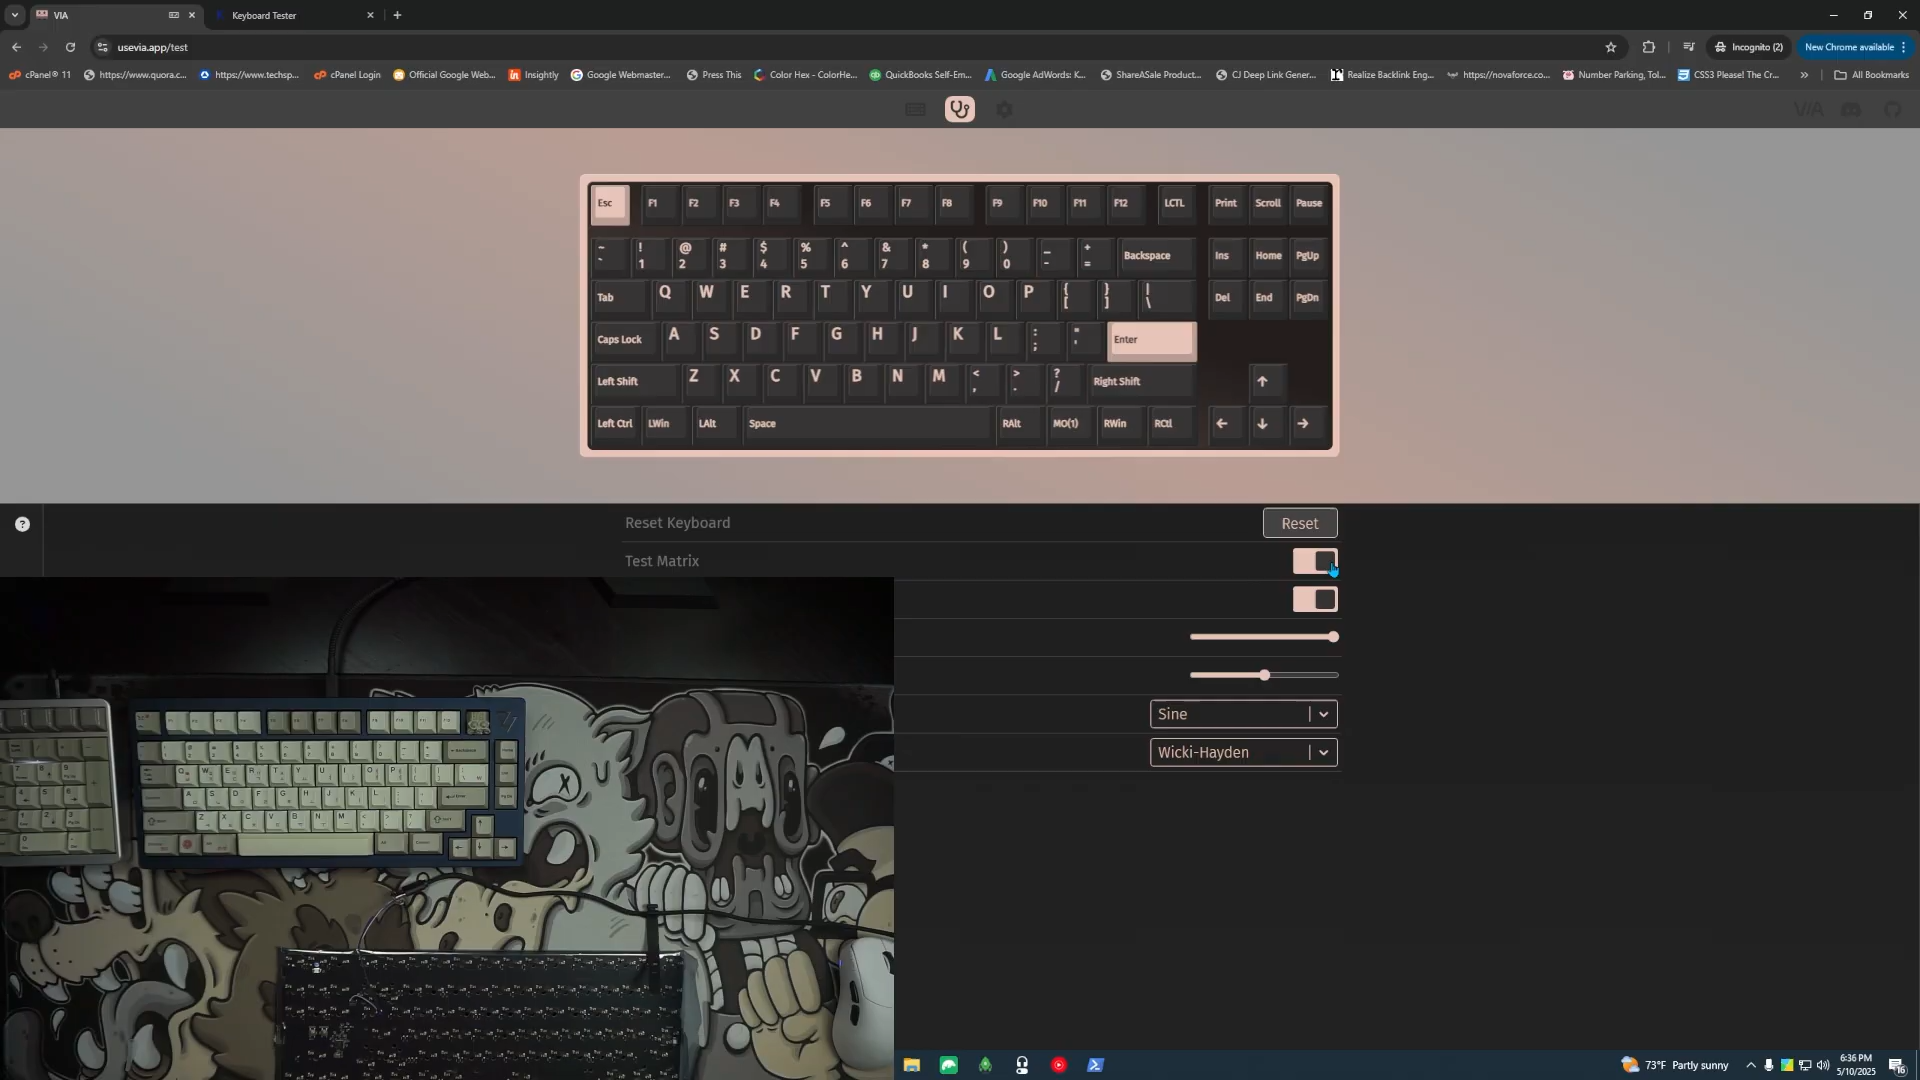 VIA
Keyboard Tester
usevia.app/test
Incognito (2)
New Chrome available
cPanel® 11
https://www.quora.c...
https://www.techsp...
cPanel Login
Official Google Web...
Insightly
Google Webmaster...
Press This
Color Hex - ColorHe...
QuickBooks Self-Em...
Google AdWords: K...
ShareASale Product...
CJ Deep Link Gener...
Realize Backlink Eng...
https://novaforce.co...
Number Parking, Tol...
CSS3 Please! The Cr...
All Bookmarks
VIA
Esc F1 F2 F3 F4 F5 F6 F7 F8 F9 F10 F11 F12 LCTL Print Scroll Pause
~ ! @ # $ % ^ & * ( ) _ +
` 1 2 3 4 5 6 7 8 9 0 - = Backspace Ins Home PgUp
Tab Q W E R T Y U I O P { [ } ] | \ Del End PgDn
Caps Lock A S D F G H J K L : ; " ' Enter
Left Shift Z X C V B N M < , > . ? / Right Shift ↑
Left Ctrl LWin LAlt Space RAlt MO(1) RWin RCtl ← ↓ →
?
Reset Keyboard
Reset
Test Matrix
Sine
Wicki-Hayden
73°F Partly sunny
6:36 PM
5/10/2025
16